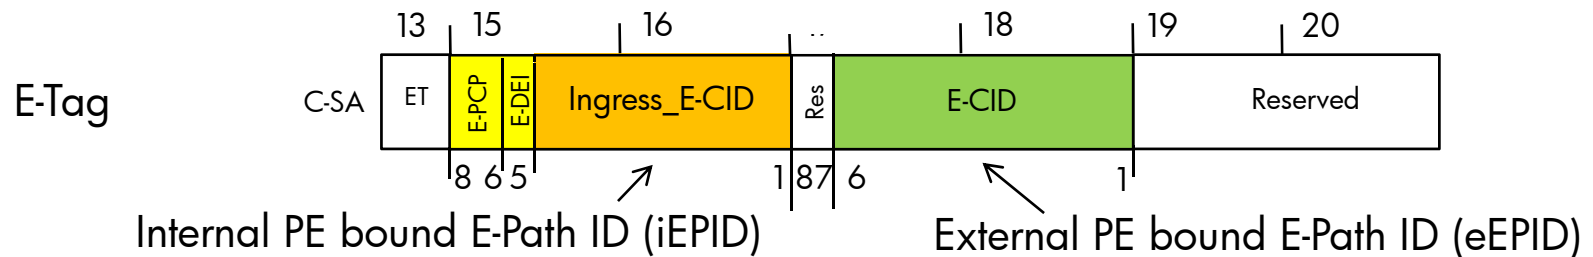 13 15 16 18 19 20
E-Tag C-SA ET E-PCP E-DEI Ingress_E-CID Res E-CID Reserved
8 6 5 1 8 7 6 1
Internal PE bound E-Path ID (iEPID) External PE bound E-Path ID (eEPID)